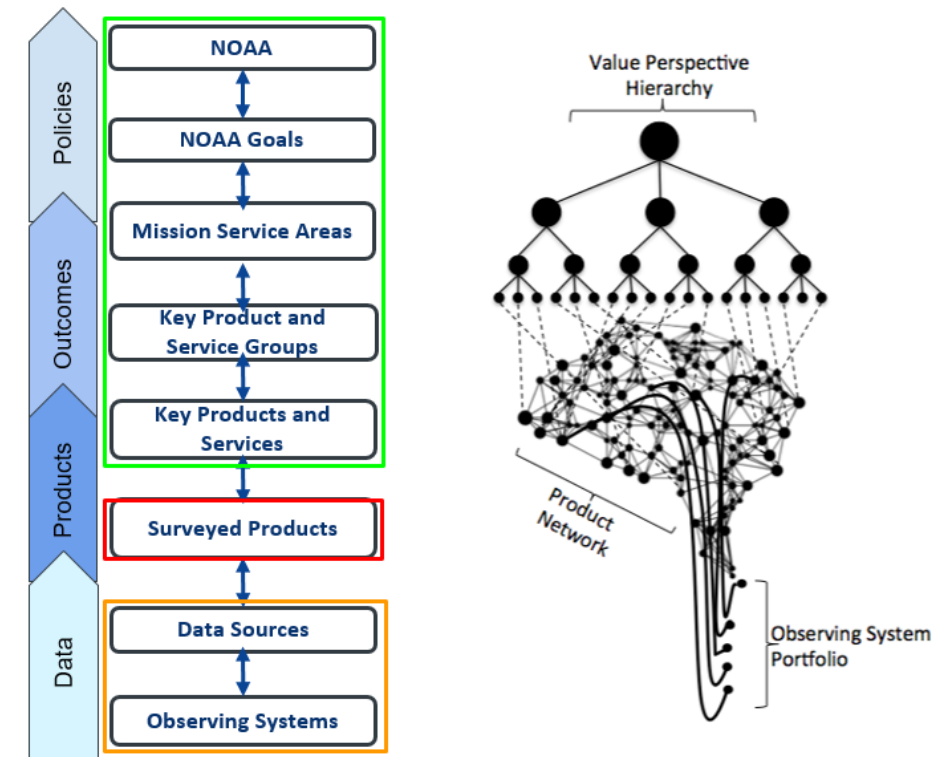 Policies
Outcomes
Products
Data
NOAA
NOAA Goals
Mission Service Areas
Key Product and
Service Groups
Key Products and
Services
Surveyed Products
Data Sources
Observing Systems
Value Perspective
Hierarchy
Product
Network
Observing System
Portfolio